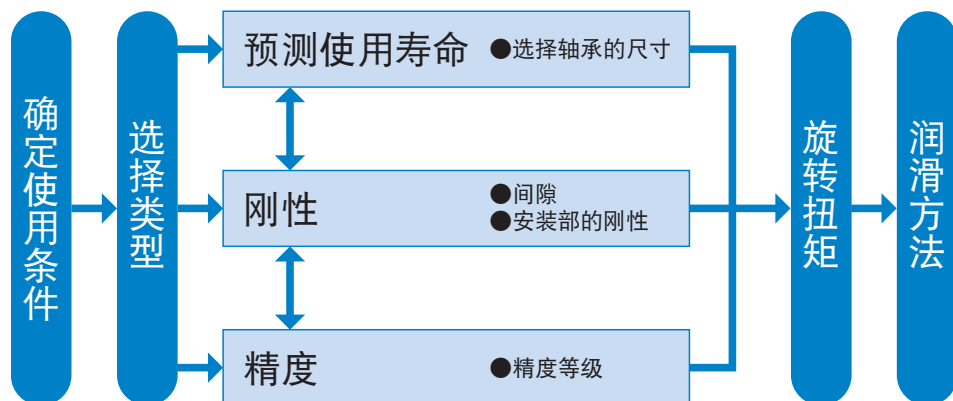 确定使用条件
选择类型
预测使用寿命
●选择轴承的尺寸
刚性
●间隙
●安装部的刚性
精度
●精度等级
旋转扭矩
润滑方法